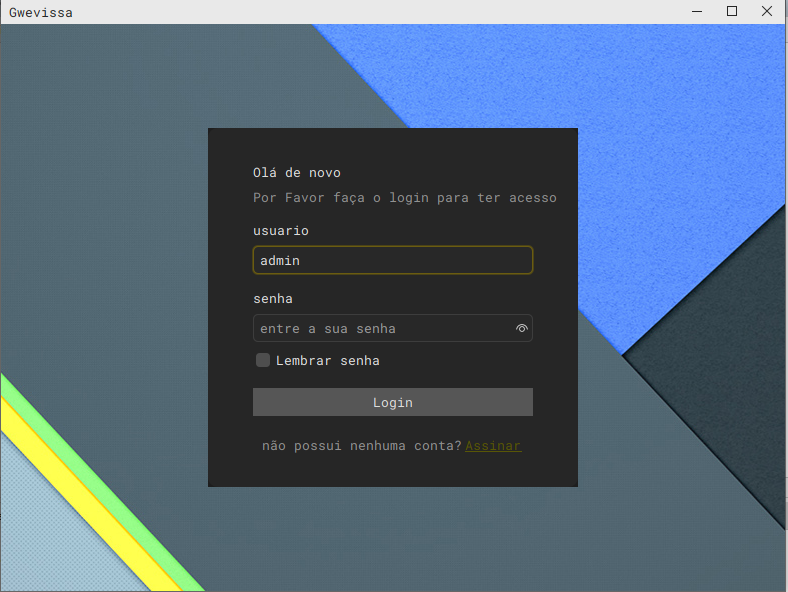 Gwevissa
Olá de novo
Por Favor faça o login para ter acesso
usuario
admin
senha
entre a sua senha
Lembrar senha
Login
não possui nenhuma conta? Assinar